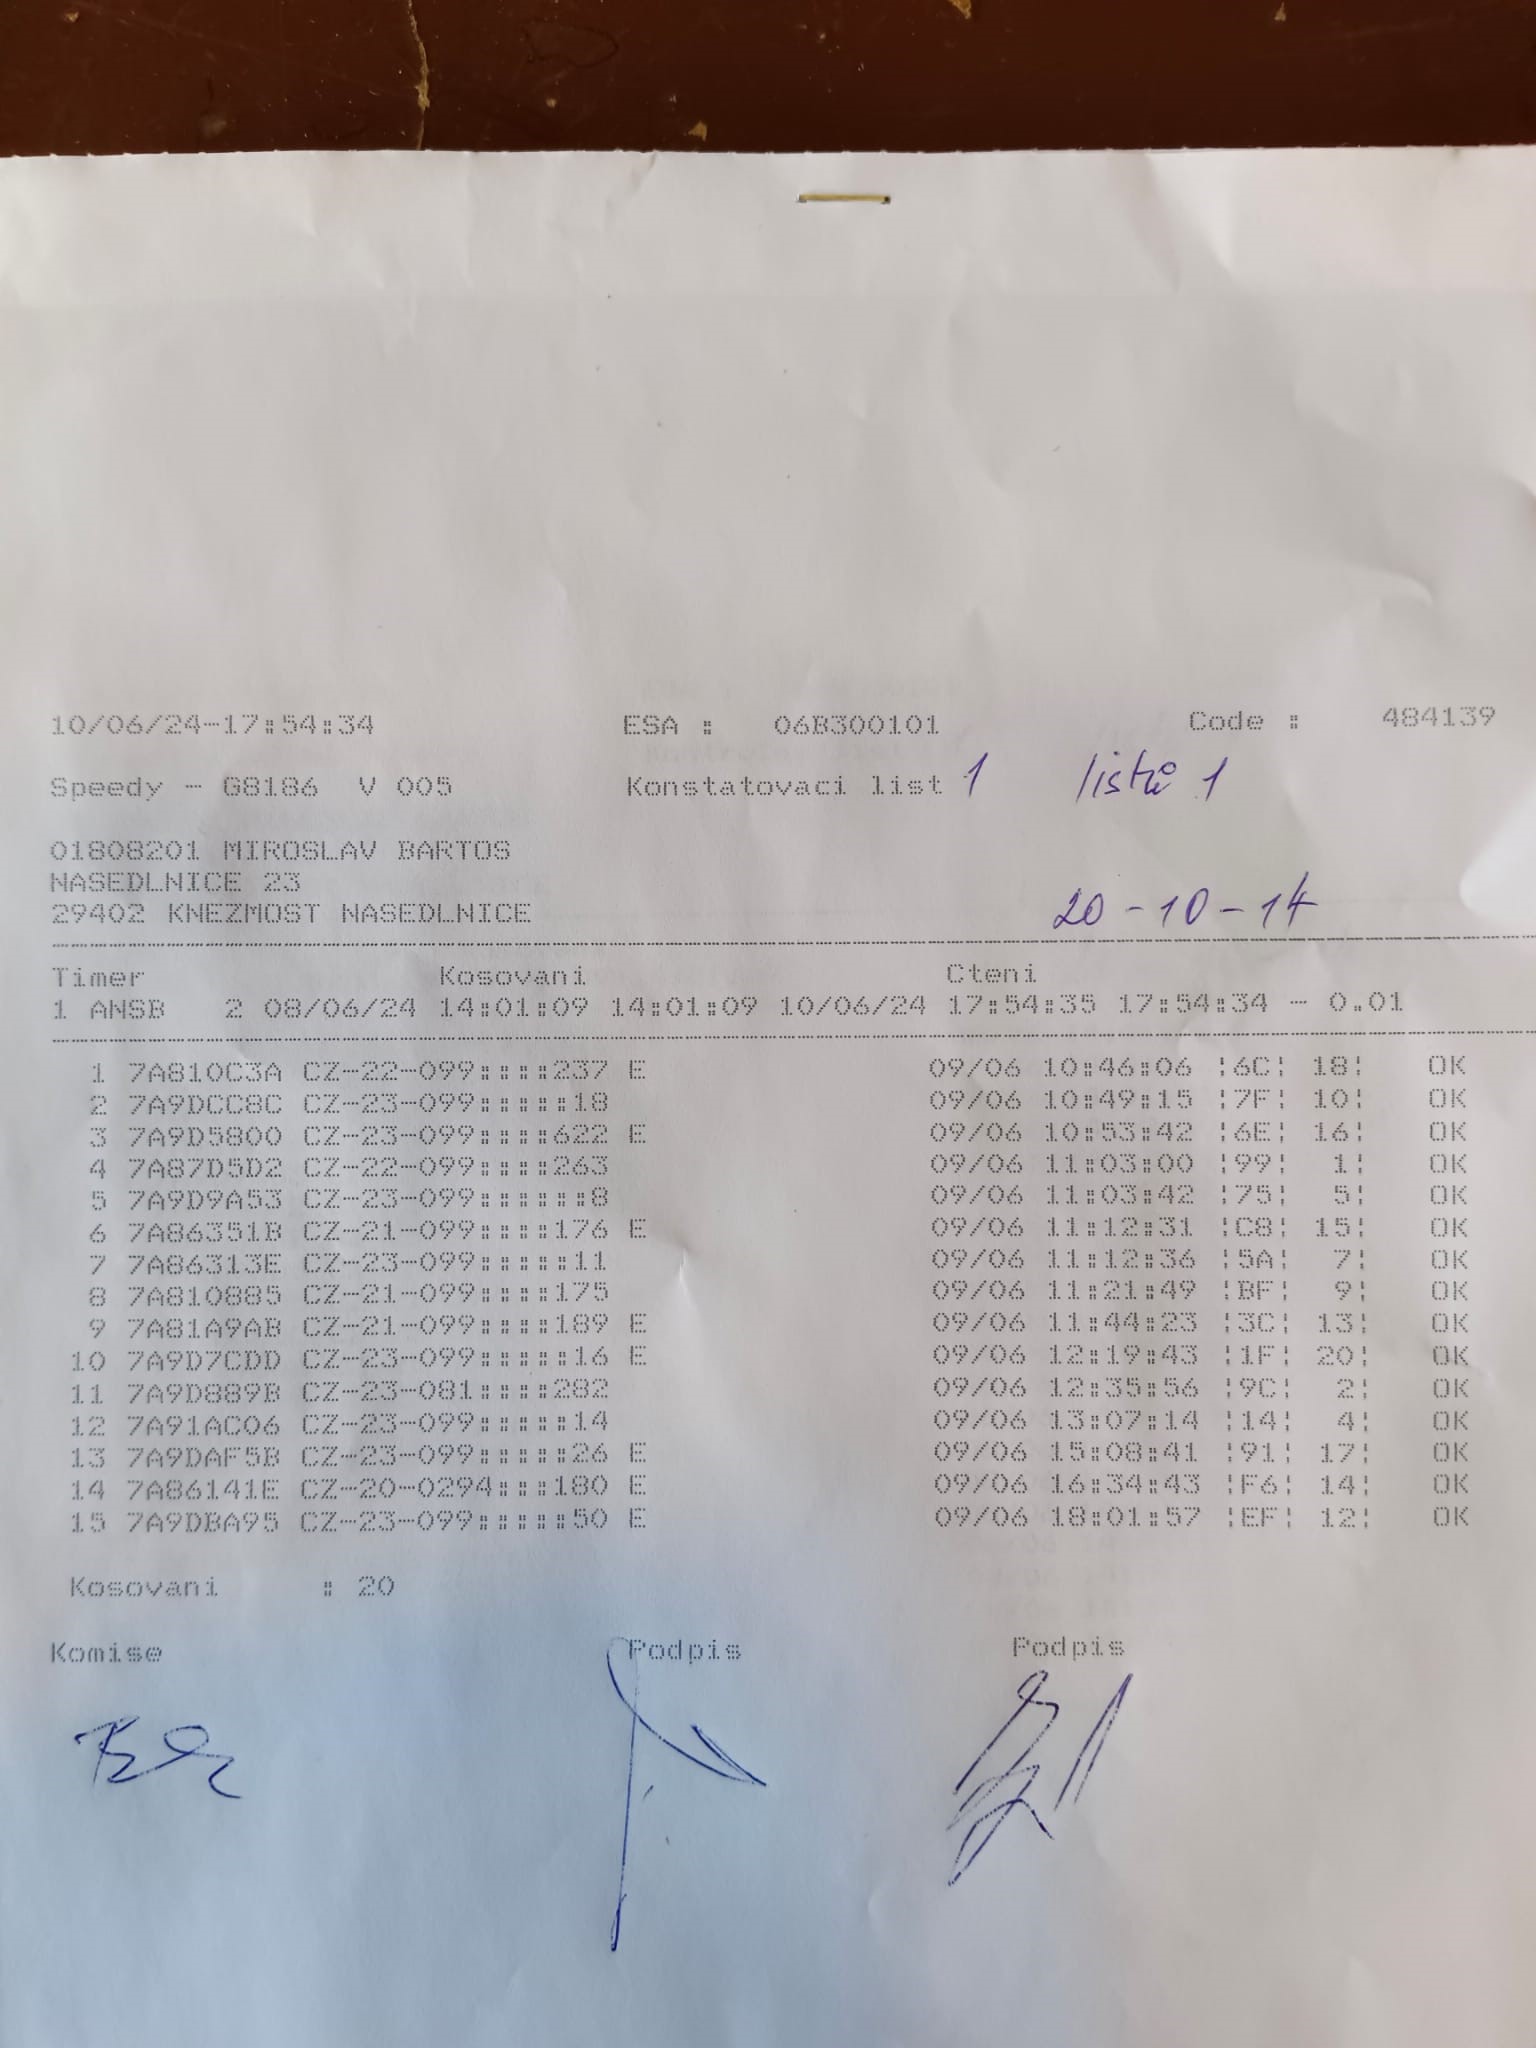 10/06/24-17:54:34 ESA : 06B300101 Code : 484139
Speedy - G8186 V 005 Konstatovaci list 1 listů 1
01808201 MIROSLAV BARTOS
NASEDLNICE 23
29402 KNEZMOST NASEDLNICE 20-10-14
Timer Kosovani Cteni
1 ANSB 2 08/06/24 14:01:09 14:01:09 10/06/24 17:54:35 17:54:34 - 0.01
1 7A810C3A CZ-22-099::::237 E 09/06 10:46:06 ¦6C¦ 18¦ OK
2 7A9DCC8C CZ-23-099:::::18 09/06 10:49:15 ¦7F¦ 10¦ OK
3 7A9D5800 CZ-23-099::::622 E 09/06 10:53:42 ¦6E¦ 16¦ OK
4 7A87D5D2 CZ-22-099::::263 09/06 11:03:00 ¦99¦ 1¦ OK
5 7A9D9A53 CZ-23-099::::::8 09/06 11:03:42 ¦75¦ 5¦ OK
6 7A86351B CZ-21-099::::176 E 09/06 11:12:31 ¦C8¦ 15¦ OK
7 7A86313E CZ-23-099:::::11 09/06 11:12:36 ¦5A¦ 7¦ OK
8 7A810885 CZ-21-099::::175 09/06 11:21:49 ¦BF¦ 9¦ OK
9 7A81A9AB CZ-21-099::::189 E 09/06 11:44:23 ¦3C¦ 13¦ OK
10 7A9D7CDD CZ-23-099:::::16 E 09/06 12:19:43 ¦1F¦ 20¦ OK
11 7A9D889B CZ-23-081::::282 09/06 12:35:56 ¦9C¦ 2¦ OK
12 7A91AC06 CZ-23-099:::::14 09/06 13:07:14 ¦14¦ 4¦ OK
13 7A9DAF5B CZ-23-099:::::26 E 09/06 15:08:41 ¦91¦ 17¦ OK
14 7A86141E CZ-20-0294:::180 E 09/06 16:34:43 ¦F6¦ 14¦ OK
15 7A9DBA95 CZ-23-099:::::50 E 09/06 18:01:57 ¦EF¦ 12¦ OK
Kosovani : 20
Komise Podpis Podpis